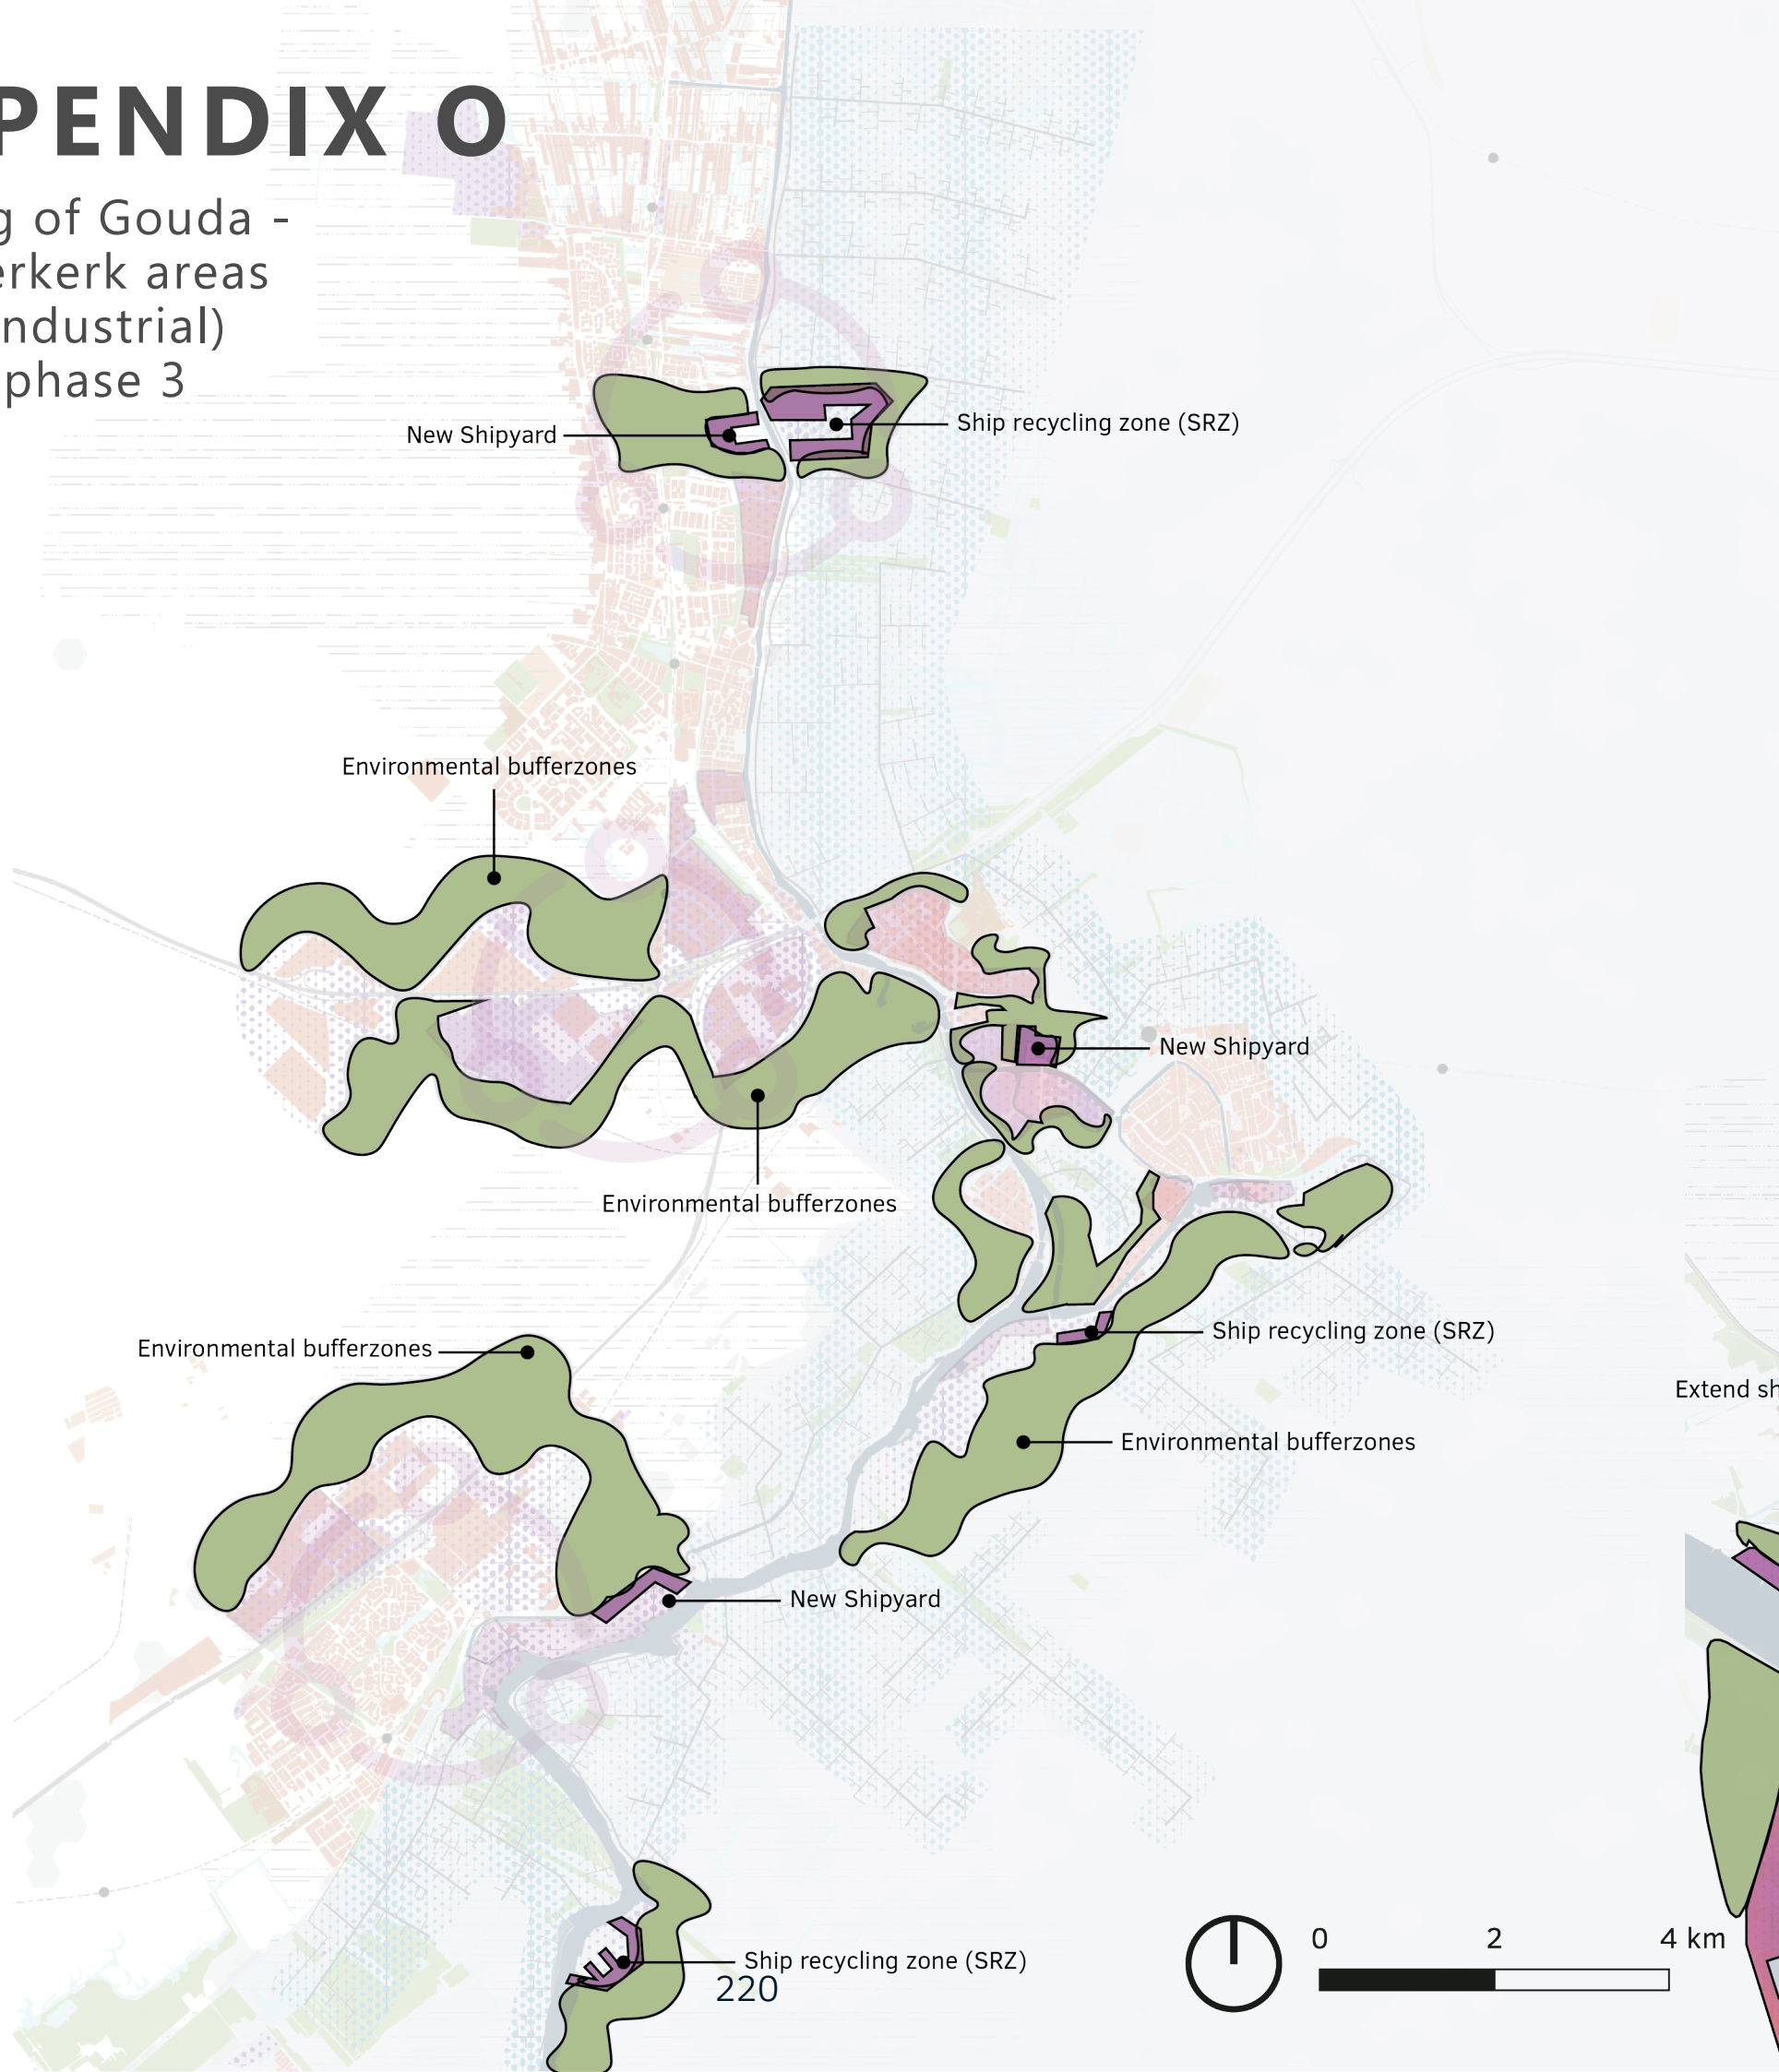 PENDIX O
g of Gouda -
erkerk areas
ndustrial)
phase 3
Ship recycling zone (SRZ)
New Shipyard
Environmental bufferzones
New Shipyard
Environmental bufferzones
Ship recycling zone (SRZ)
Environmental bufferzones
Extend sh
Environmental bufferzones
New Shipyard
0 2 4 km
Ship recycling zone (SRZ)
220